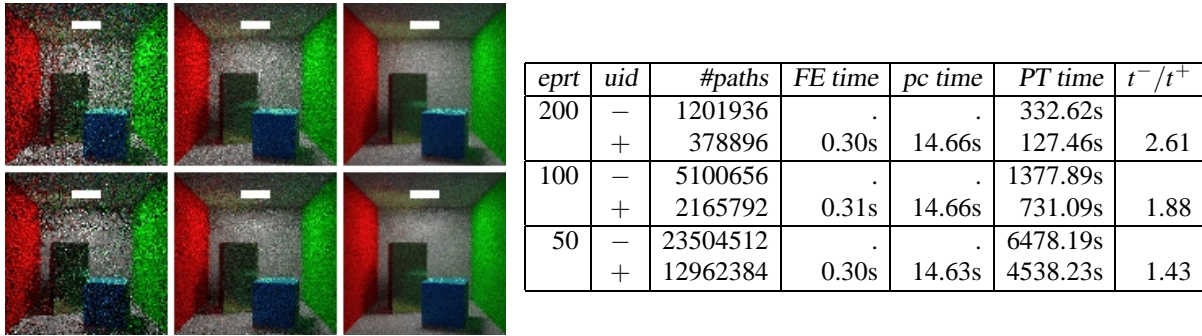 eprt uid #paths FE time pc time PT time t⁻/t⁺
200 − 1201936 . . 332.62s
+ 378896 0.30s 14.66s 127.46s 2.61
100 − 5100656 . . 1377.89s
+ 2165792 0.31s 14.66s 731.09s 1.88
50 − 23504512 . . 6478.19s
+ 12962384 0.30s 14.63s 4538.23s 1.43